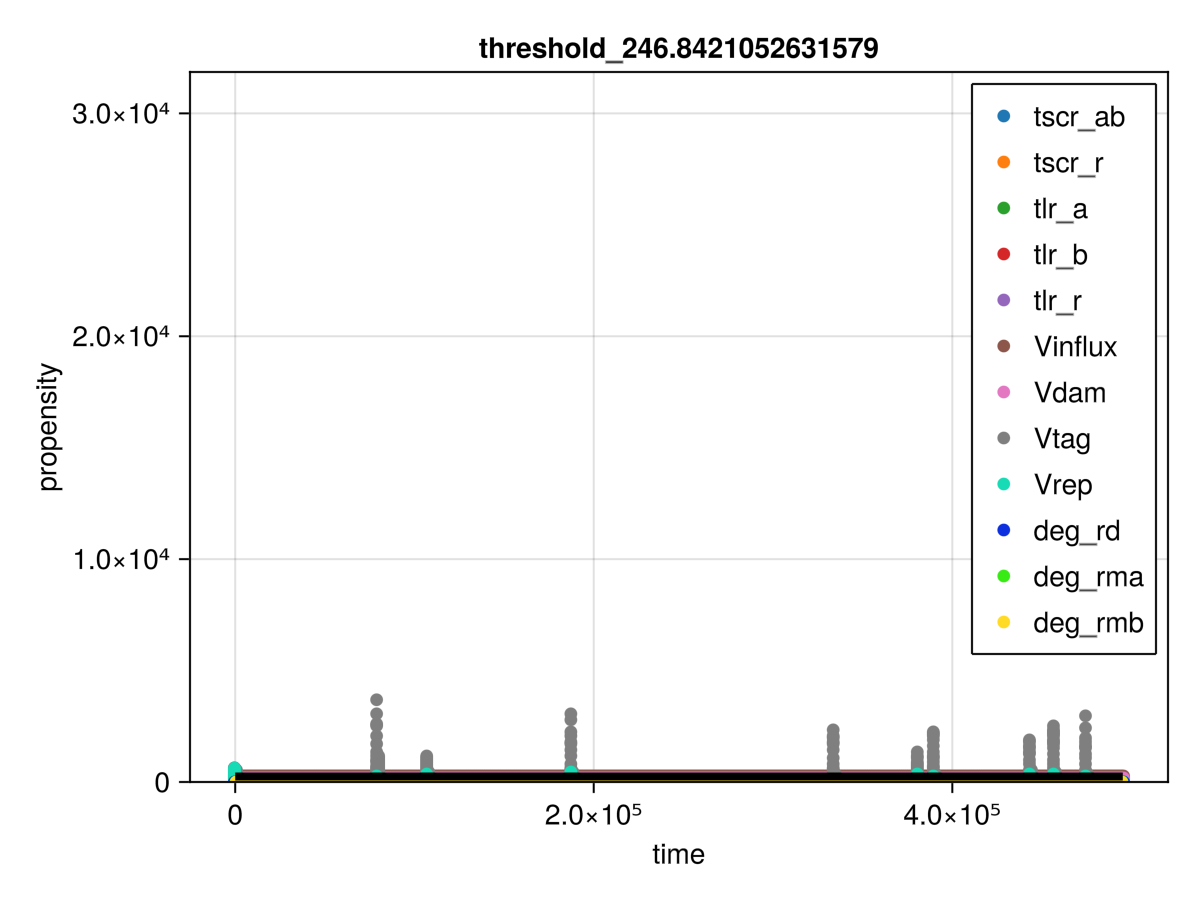 threshold_246.8421052631579
3.0×10⁴
2.0×10⁴
1.0×10⁴
0
propensity
0
2.0×10⁵
4.0×10⁵
time
tscr_ab
tscr_r
tlr_a
tlr_b
tlr_r
Vinflux
Vdam
Vtag
Vrep
deg_rd
deg_rma
deg_rmb